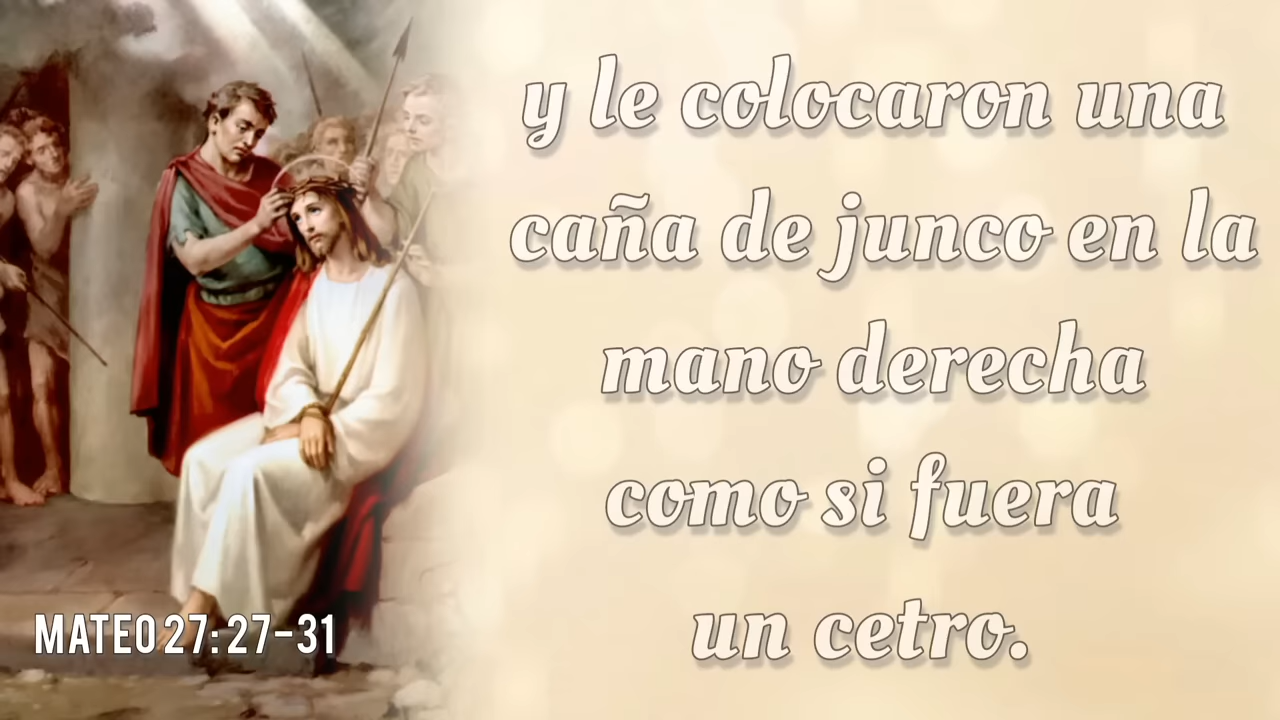 y le colocaron una
caña de junco en la
mano derecha
como si fuera
un cetro.
MATEO 27: 27-31